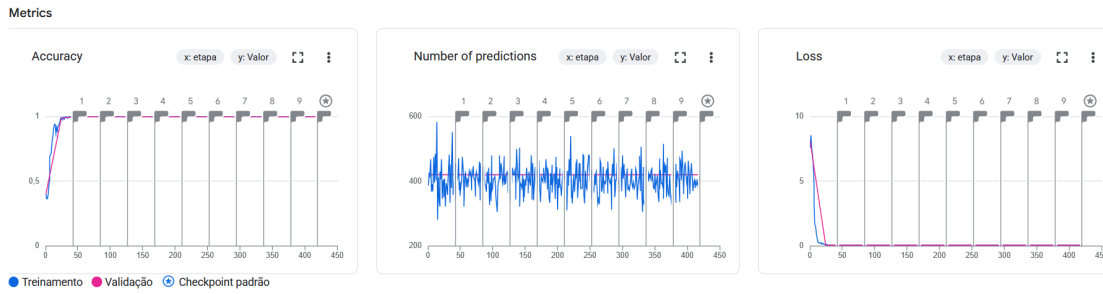 Metrics
Accuracy
x: etapa
y: Valor
1 2 3 4 5 6 7 8 9
1
0,5
0
0 50 100 150 200 250 300 350 400 450
Number of predictions
x: etapa
y: Valor
1 2 3 4 5 6 7 8 9
600
400
200
0 50 100 150 200 250 300 350 400 450
Loss
x: etapa
y: Valor
1 2 3 4 5 6 7 8 9
10
5
0
0 50 100 150 200 250 300 350 400
Treinamento Validação Checkpoint padrão